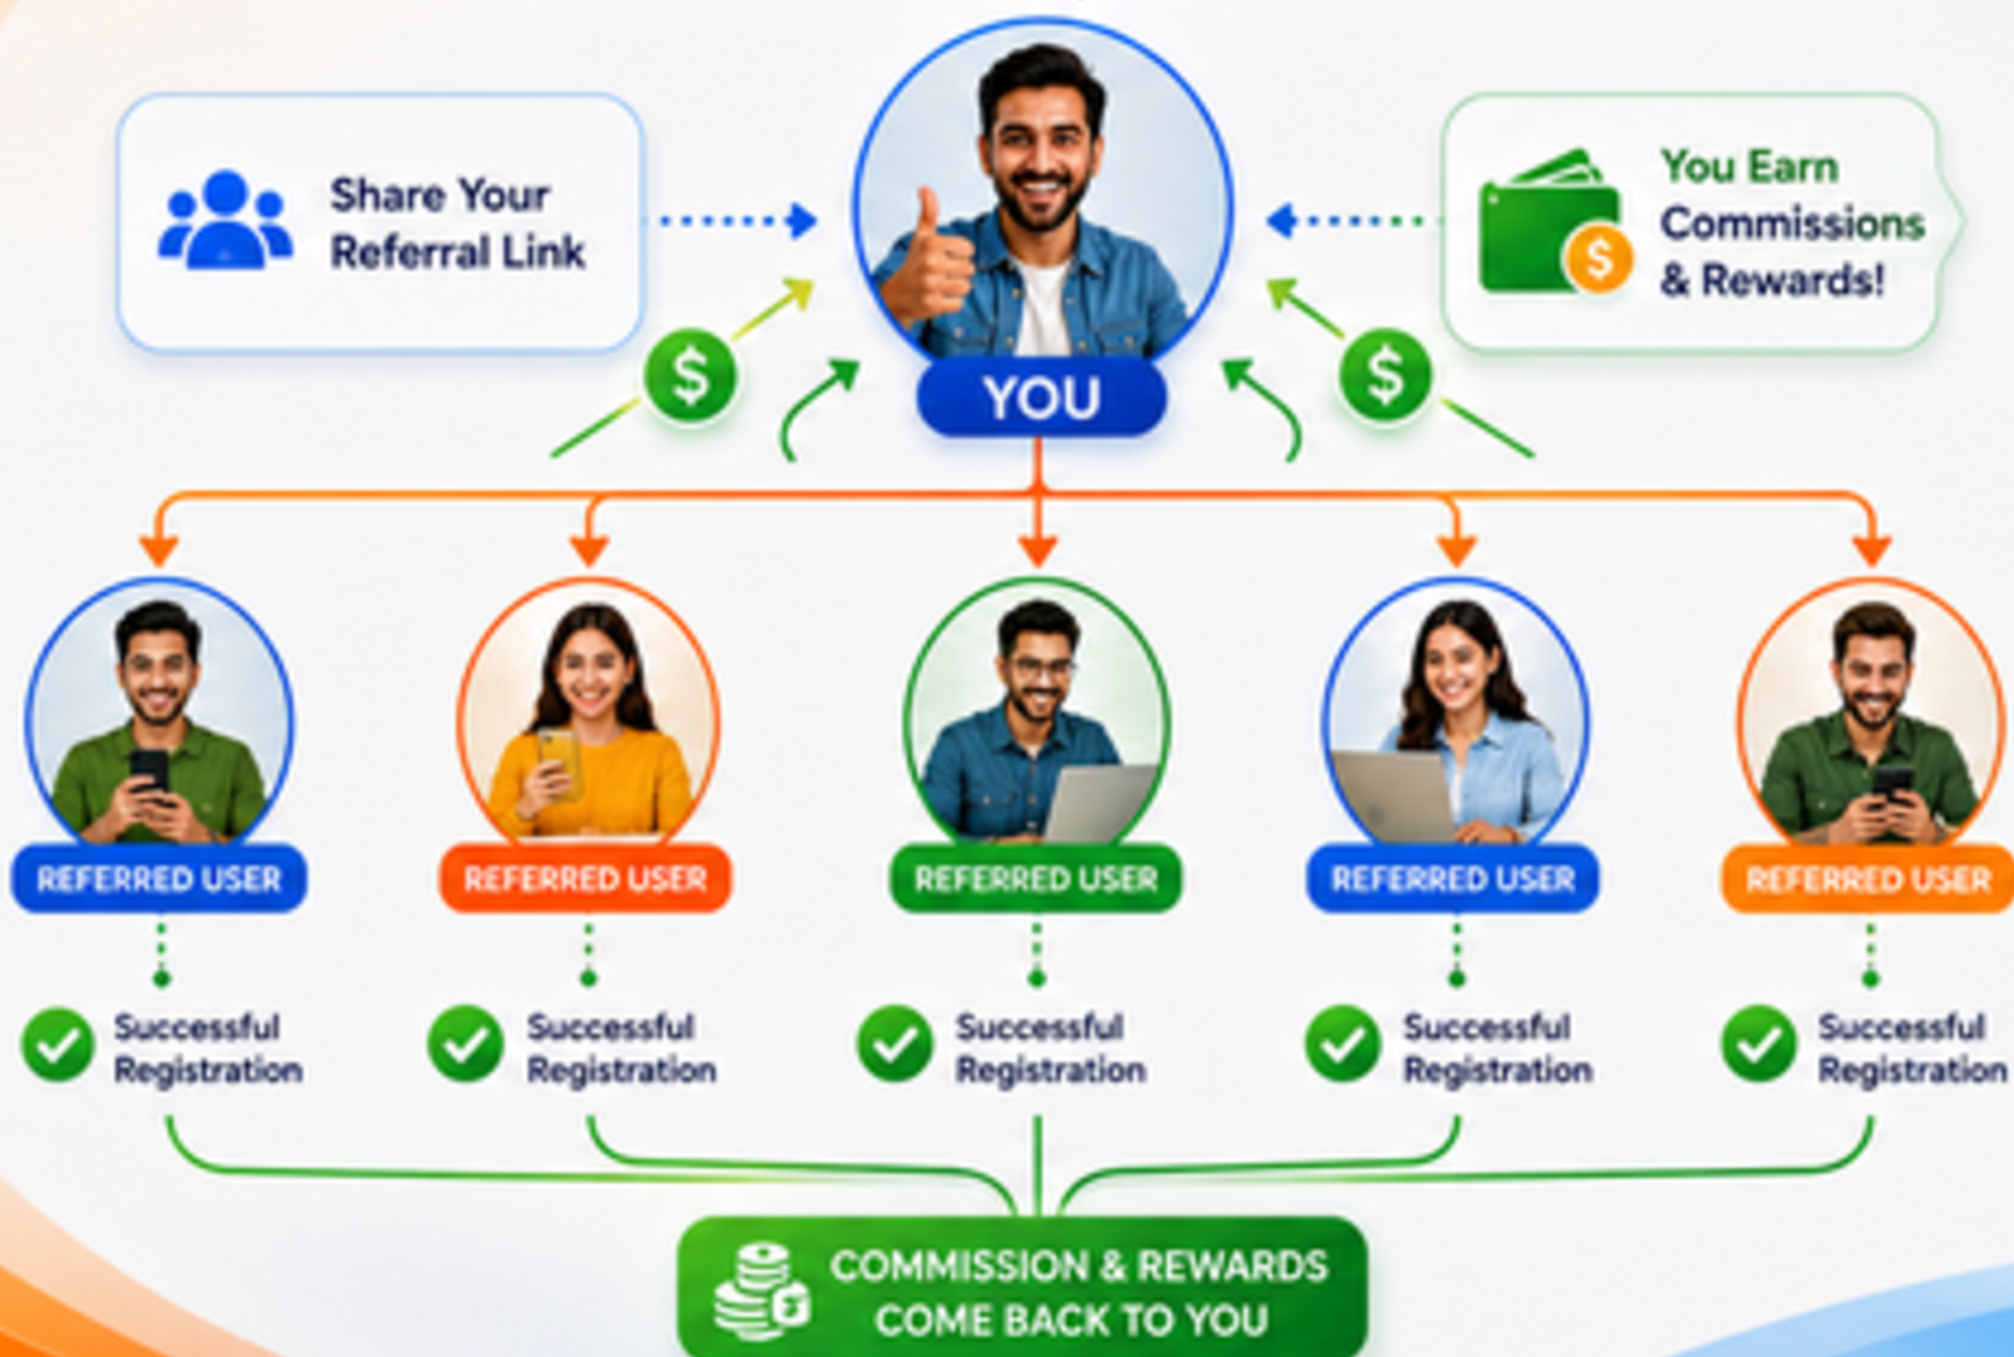 Share Your
Referral Link
You Earn
Commissions
& Rewards!
$
$
$
YOU
REFERRED USER
REFERRED USER
REFERRED USER
REFERRED USER
REFERRED USER
Successful
Registration
Successful
Registration
Successful
Registration
Successful
Registration
Successful
Registration
COMMISSION & REWARDS
COME BACK TO YOU